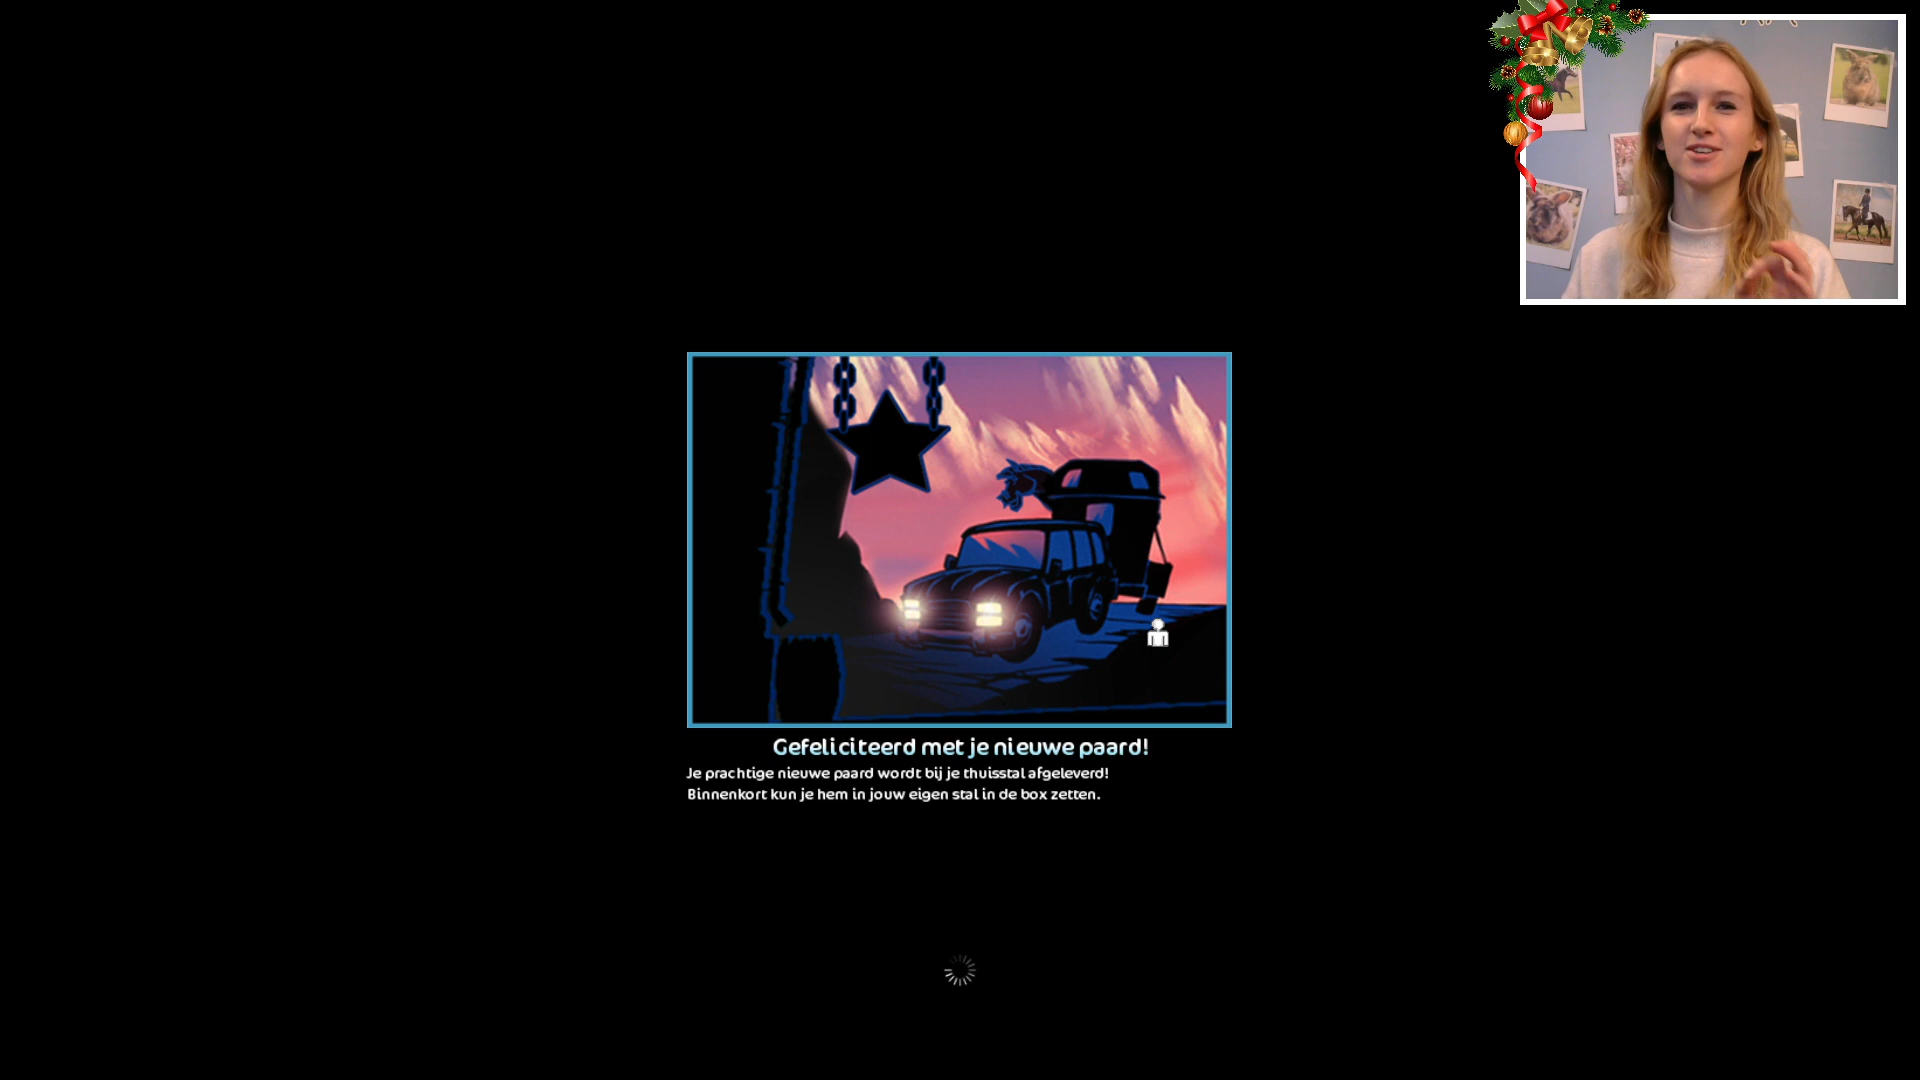 Gefeliciteerd met je nieuwe paard!
Je prachtige nieuwe paard wordt bij je thuisstal afgeleverd!
Binnenkort kun je hem in jouw eigen stal in de box zetten.